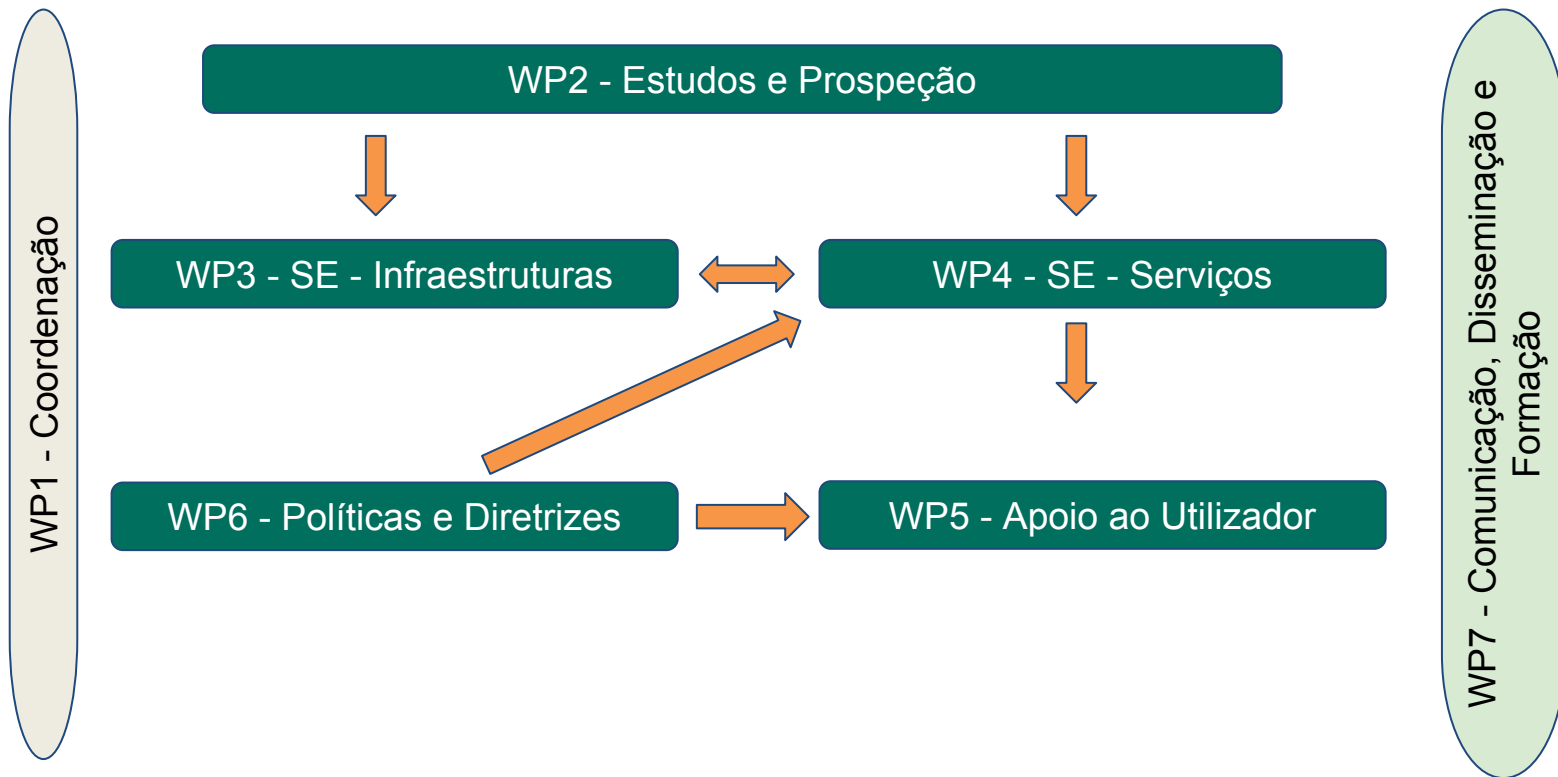 WP1 - Coordenação
WP2 - Estudos e Prospeção
WP3 - SE - Infraestruturas
WP4 - SE - Serviços
WP6 - Políticas e Diretrizes
WP5 - Apoio ao Utilizador
WP7 - Comunicação, Disseminação e
Formação